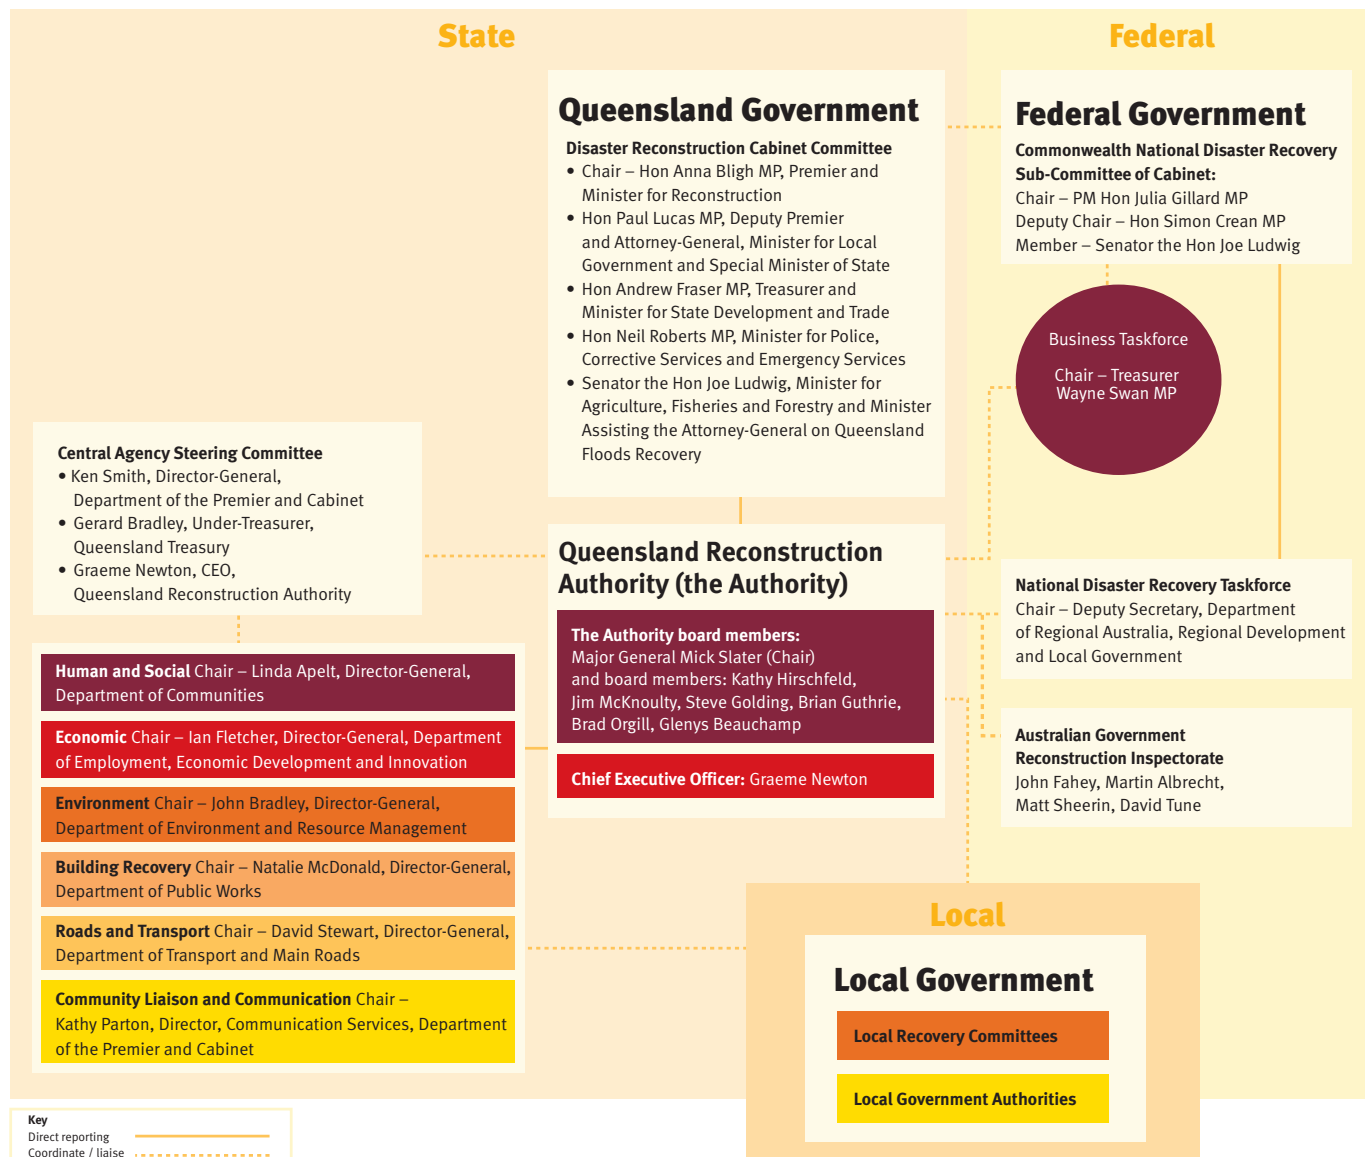 State
Federal
Queensland Government
Disaster Reconstruction Cabinet Committee
• Chair – Hon Anna Bligh MP, Premier and
Minister for Reconstruction
• Hon Paul Lucas MP, Deputy Premier
and Attorney-General, Minister for Local
Government and Special Minister of State
• Hon Andrew Fraser MP, Treasurer and
Minister for State Development and Trade
• Hon Neil Roberts MP, Minister for Police,
Corrective Services and Emergency Services
• Senator the Hon Joe Ludwig, Minister for
Agriculture, Fisheries and Forestry and Minister
Assisting the Attorney-General on Queensland
Floods Recovery
Federal Government
Commonwealth National Disaster Recovery
Sub-Committee of Cabinet:
Chair – PM Hon Julia Gillard MP
Deputy Chair – Hon Simon Crean MP
Member – Senator the Hon Joe Ludwig
Business Taskforce
Chair – Treasurer
Wayne Swan MP
Central Agency Steering Committee
• Ken Smith, Director-General,
Department of the Premier and Cabinet
• Gerard Bradley, Under-Treasurer,
Queensland Treasury
• Graeme Newton, CEO,
Queensland Reconstruction Authority
Queensland Reconstruction
Authority (the Authority)
The Authority board members:
Major General Mick Slater (Chair)
and board members: Kathy Hirschfeld,
Jim McKnoulty, Steve Golding, Brian Guthrie,
Brad Orgill, Glenys Beauchamp
Chief Executive Officer: Graeme Newton
National Disaster Recovery Taskforce
Chair – Deputy Secretary, Department
of Regional Australia, Regional Development
and Local Government
Australian Government
Reconstruction Inspectorate
John Fahey, Martin Albrecht,
Matt Sheerin, David Tune
Human and Social Chair – Linda Apelt, Director-General,
Department of Communities
Economic Chair – Ian Fletcher, Director-General, Department
of Employment, Economic Development and Innovation
Environment Chair – John Bradley, Director-General,
Department of Environment and Resource Management
Building Recovery Chair – Natalie McDonald, Director-General,
Department of Public Works
Roads and Transport Chair – David Stewart, Director-General,
Department of Transport and Main Roads
Community Liaison and Communication Chair –
Kathy Parton, Director, Communication Services, Department
of the Premier and Cabinet
Local
Local Government
Local Recovery Committees
Local Government Authorities
Key
Direct reporting
Coordinate / liaise